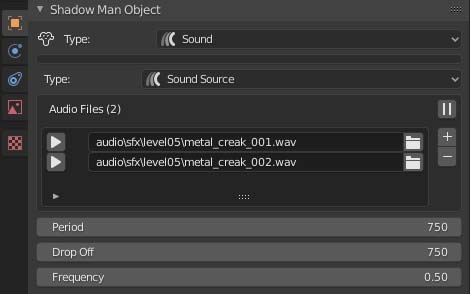 Shadow Man Object
Type: Sound
Type: Sound Source
Audio Files (2)
audio\sfx\level05\metal_creak_001.wav
audio\sfx\level05\metal_creak_002.wav
Period 750
Drop Off 750
Frequency 0.50